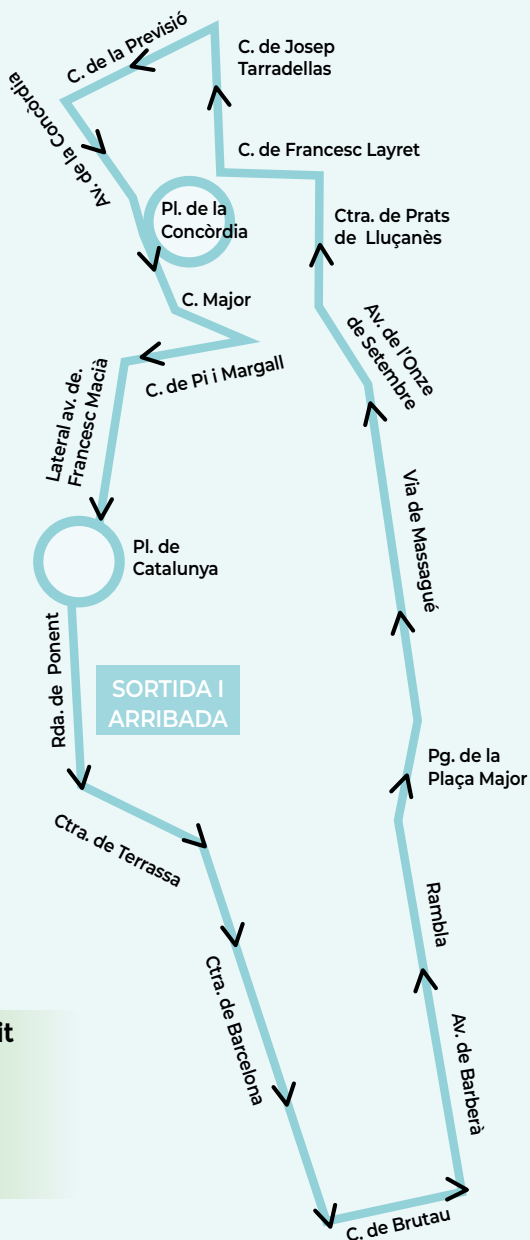 C. de la Previsió
C. de Josep
Tarradellas
Av. de la Concòrdia
C. de Francesc Layret
Pl. de la
Concòrdia
Ctra. de Prats
de Lluçanès
C. Major
Av. de l'Onze
de Setembre
C. de Pi i Margall
Lateral av. de.
Francesc Macià
Via de Massagué
Pl. de
Catalunya
Rda. de Ponent
SORTIDA I
ARRIBADA
Pg. de la
Plaça Major
Ctra. de Terrassa
Rambla
Ctra. de Barcelona
it
Av. de Barberà
C. de Brutau